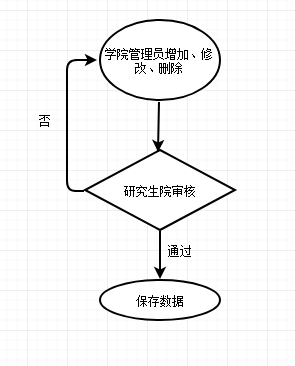 学院管理员增加、修
改、删除
否
研究生院审核
通过
保存数据